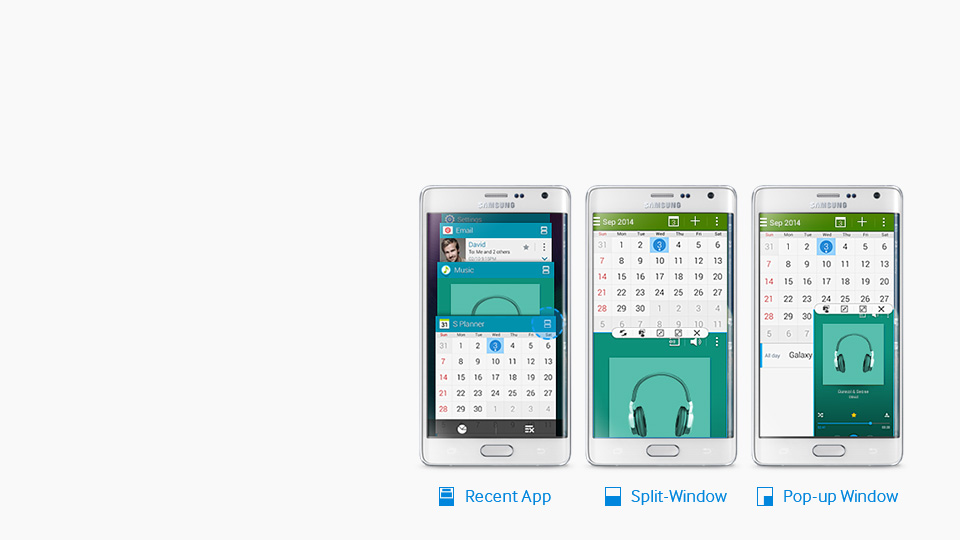 SAMSUNG
Settings
Email
David
To: Me and 2 others
Music
31 S Planner
Sun Mon Tue Wed Thu Fri Sat
31 1 2 3 4 5 6
7 8 9 10 11 12 13
14 15 16 17 18 19 20
21 22 23 24 25 26 27
28 29 30 1 2 3 4
Recent App
SAMSUNG
Sep 2014 3
Sun Mon Tue Wed Thu Fri Sat
31 1 2 3 4 5 6
7 8 9 10 11 12 13
14 15 16 17 18 19 20
21 22 23 24 25 26 27
28 29 30 1 2 3 4
5 6 7 8 9 10 11
Split-Window
SAMSUNG
Sep 2014 3
Sun Mon Tue Wed Thu Fri Sat
31 1 2 3 4 5 6
7 8 9 10 11 12 13
14 15 16 17 18 19 20
21 22 23 24 25 26 27
28 29 30
5 6 7
All day Galaxy
Pop-up Window